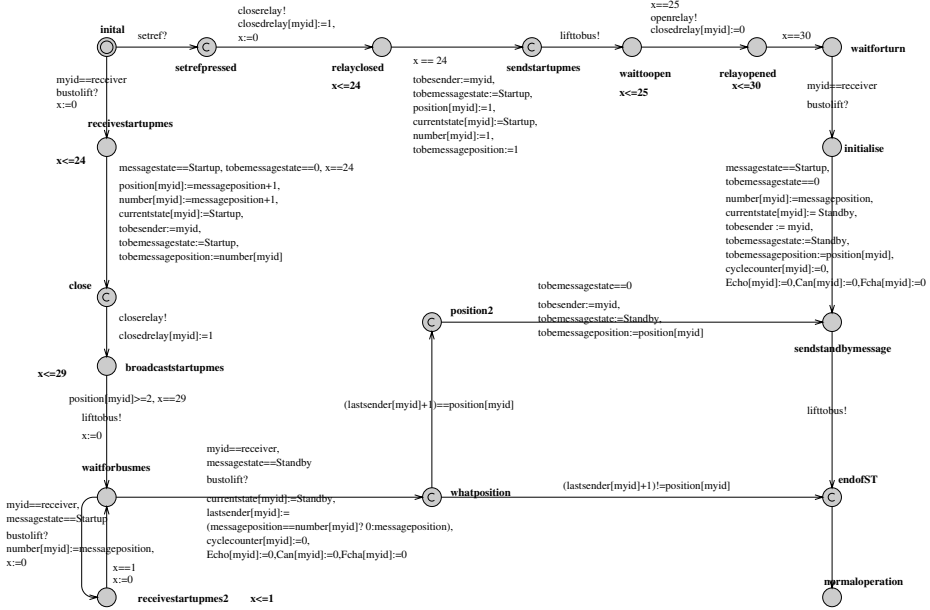 inital
setref?
C
setrefpressed
closerelay!
closedrelay[myid]:=1,
x:=0
relayclosed
x<=24
x == 24
tobesender:=myid,
tobemessagestate:=Startup,
position[myid]:=1,
currentstate[myid]:=Startup,
number[myid]:=1,
tobemessageposition:=1
C
sendstartupmes
lifttobus!
waittoopen
x<=25
x==25
openrelay!
closedrelay[myid]:=0
relayopened
x<=30
x==30
waitforturn
myid==receiver
bustolift?
initialise
messagestate==Startup,
tobemessagestate==0
number[myid]:=messageposition,
currentstate[myid]:= Standby,
tobesender := myid,
tobemessagestate:=Standby,
tobemessageposition:=position[myid],
cyclecounter[myid]:=0,
Echo[myid]:=0,Can[myid]:=0,Fcha[myid]:=0
myid==receiver
bustolift?
x:=0
receivestartupmes
x<=24
messagestate==Startup, tobemessagestate==0, x==24
position[myid]:=messageposition+1,
number[myid]:=messageposition+1,
currentstate[myid]:=Startup,
tobesender:=myid,
tobemessagestate:=Startup,
tobemessageposition:=number[myid]
close
C
closerelay!
closedrelay[myid]:=1
broadcaststartupmes
x<=29
position[myid]>=2, x==29
lifttobus!
x:=0
waitforbusmes
myid==receiver,
messagestate==Startup
bustolift?
number[myid]:=messageposition,
x:=0
x==1
x:=0
receivestartupmes2
x<=1
myid==receiver,
messagestate==Standby
bustolift?
currentstate[myid]:=Standby,
lastsender[myid]:=
(messageposition==number[myid]? 0:messageposition),
cyclecounter[myid]:=0,
Echo[myid]:=0,Can[myid]:=0,Fcha[myid]:=0
C
whatposition
(lastsender[myid]+1)==position[myid]
C
position2
tobemessagestate==0
tobesender:=myid,
tobemessagestate:=Standby,
tobemessageposition:=position[myid]
sendstandbymessage
lifttobus!
(lastsender[myid]+1)!=position[myid]
endofST
C
normaloperation